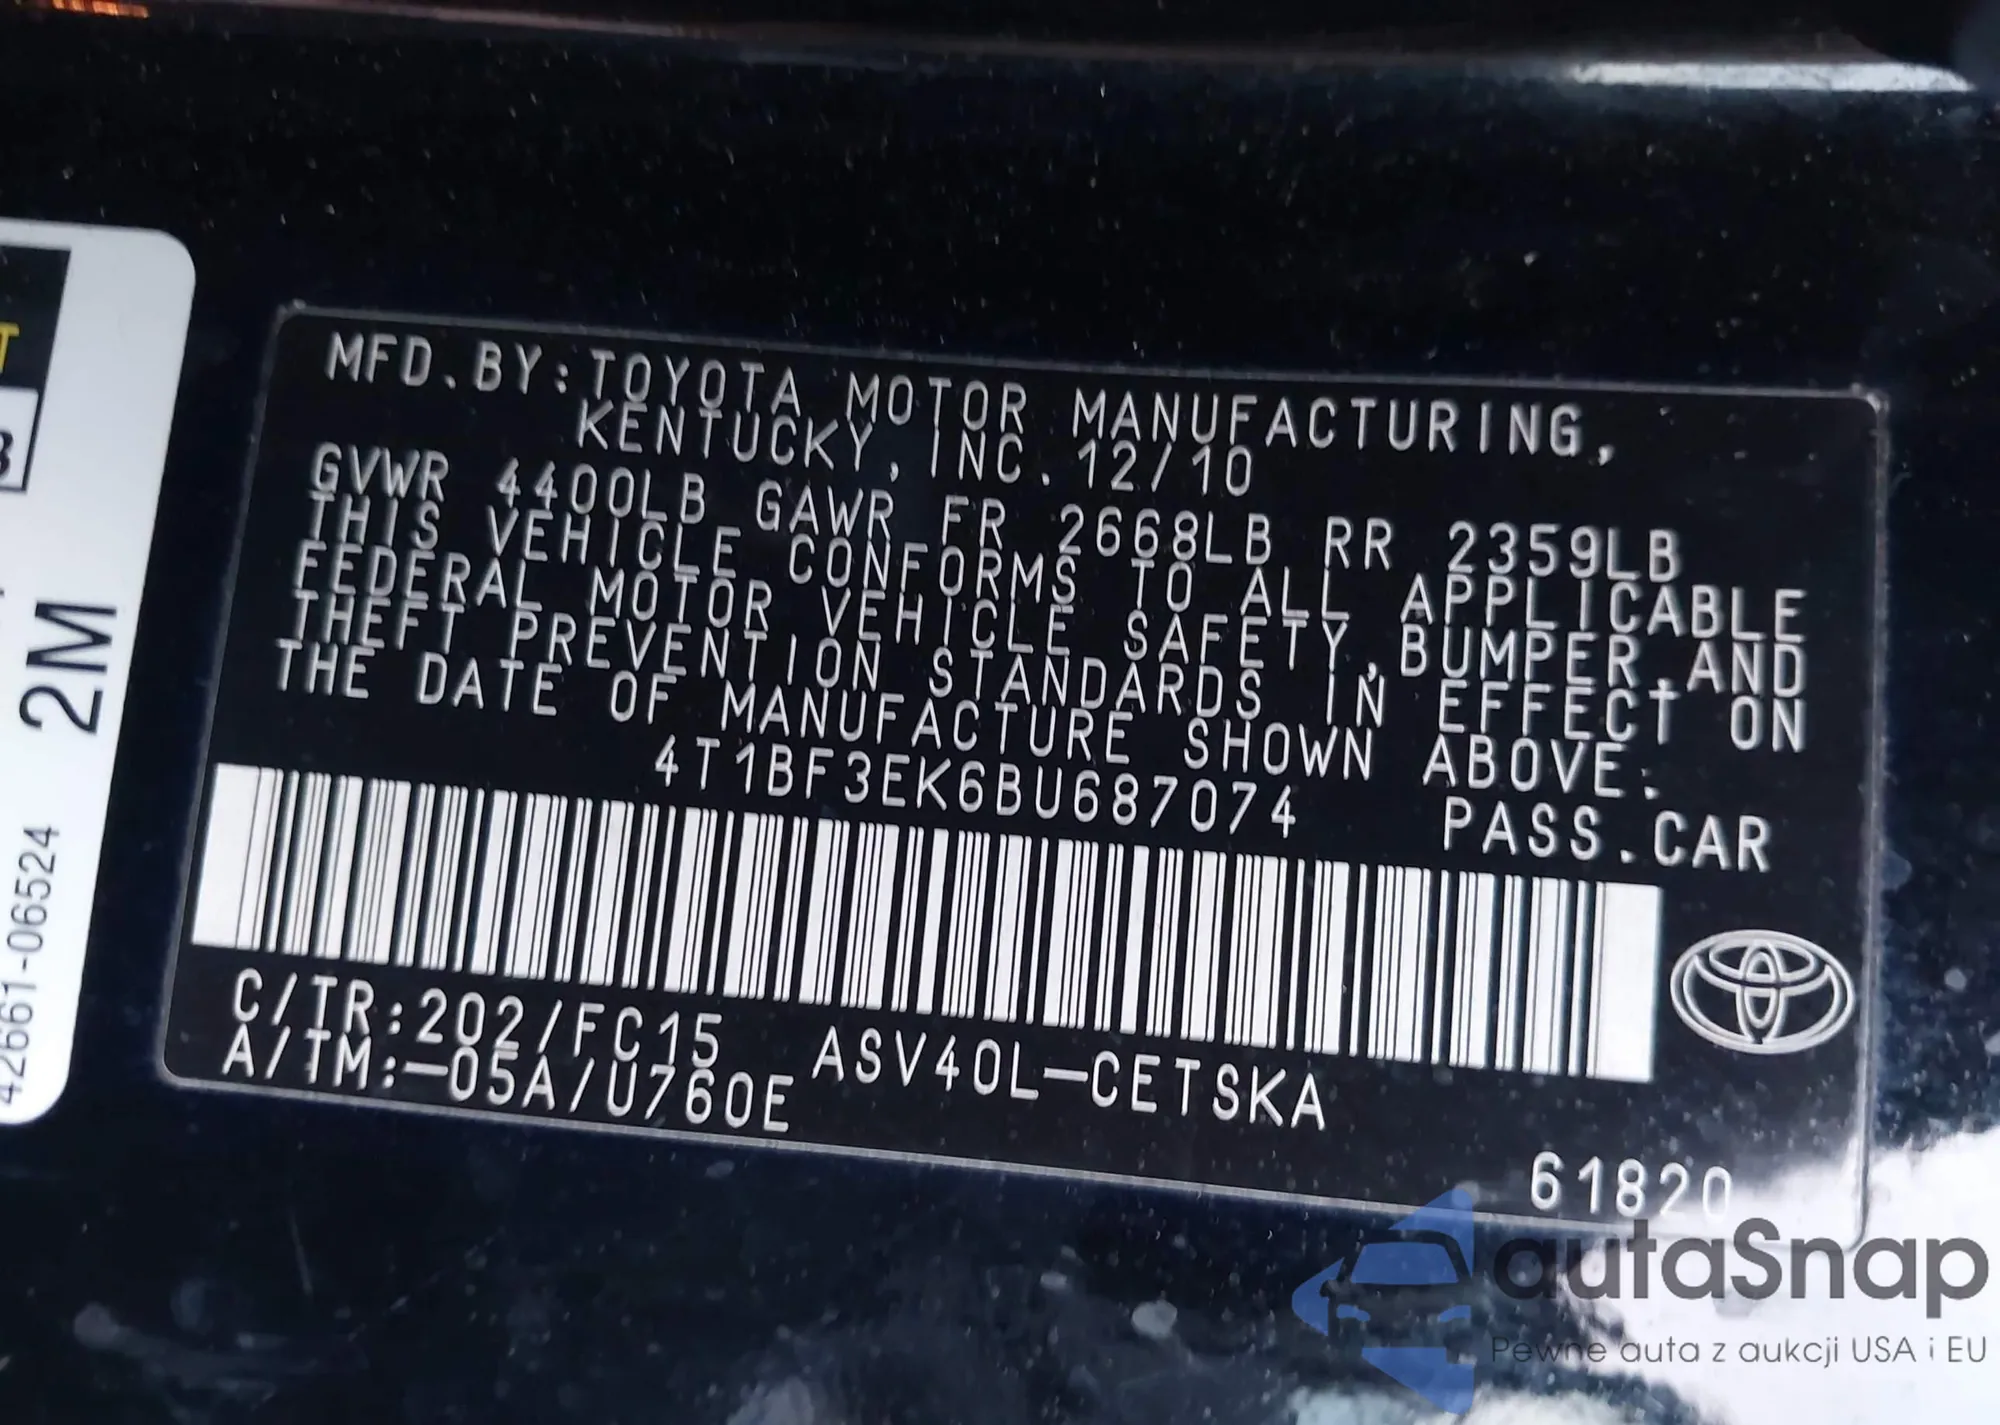 MFD.BY:TOYOTA MOTOR MANUFACTURING,
KENTUCKY, INC.12/10
GVWR 4400LB GAWR FR 2668LB RR 2359LB
THIS VEHICLE CONFORMS TO ALL APPLICABLE
FEDERAL MOTOR VEHICLE SAFETY,BUMPER,AND
THEFT PREVENTION STANDARDS IN EFFECT ON
THE DATE OF MANUFACTURE SHOWN ABOVE.
4T1BF3EK6BU687074 PASS.CAR
C/TR:202/FC15 ASV40L-CETSKA
A/TM:-05A/U760E
61820
T
3
2M
42661-06524
autaSnap
Pewne auta z aukcji USA i EU